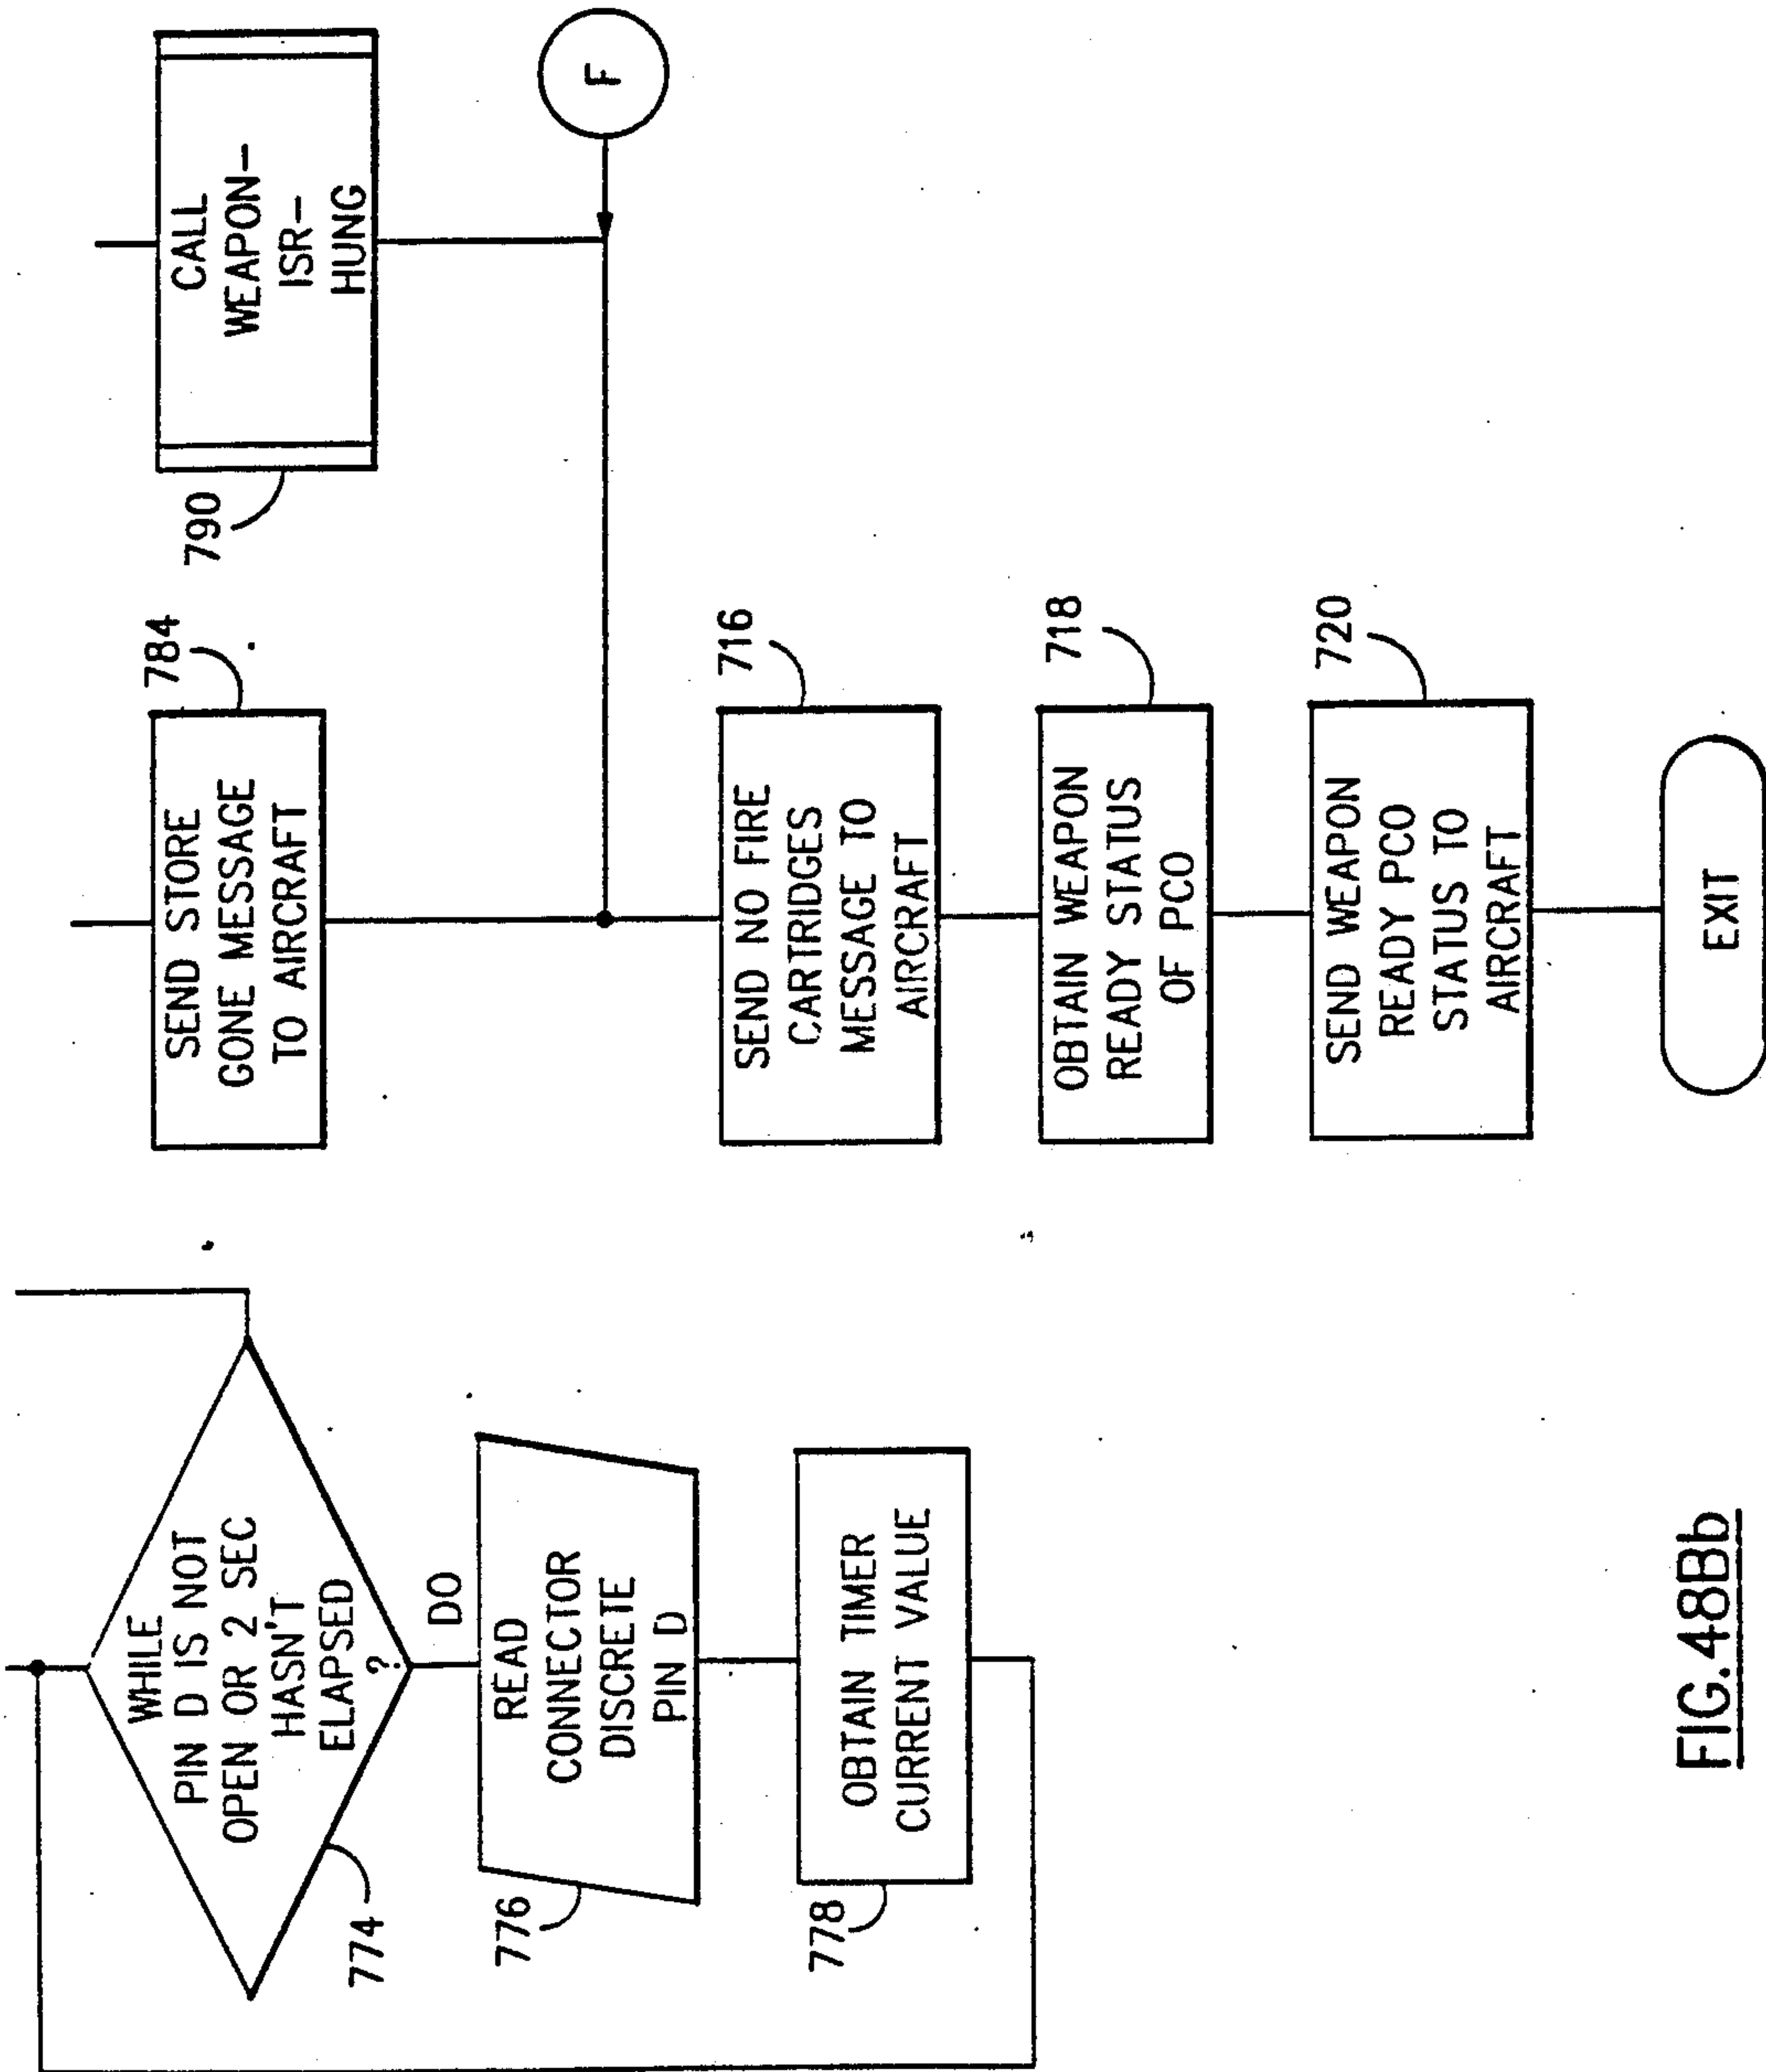 WHILE
PIN D IS NOT
OPEN OR 2 SEC
HASN'T
ELAPSED
?
774
DO
READ
CONNECTOR
DISCRETE
PIN D
776
OBTAIN TIMER
CURRENT VALUE
778
SEND STORE
GONE MESSAGE
TO AIRCRAFT
784
CALL
WEAPON-
ISR-
HUNG
790
F
SEND NO FIRE
CARTRIDGES
MESSAGE TO
AIRCRAFT
716
OBTAIN WEAPON
READY STATUS
OF PCO
718
SEND WEAPON
READY PCO
STATUS TO
AIRCRAFT
720
EXIT
FIG.48Bb